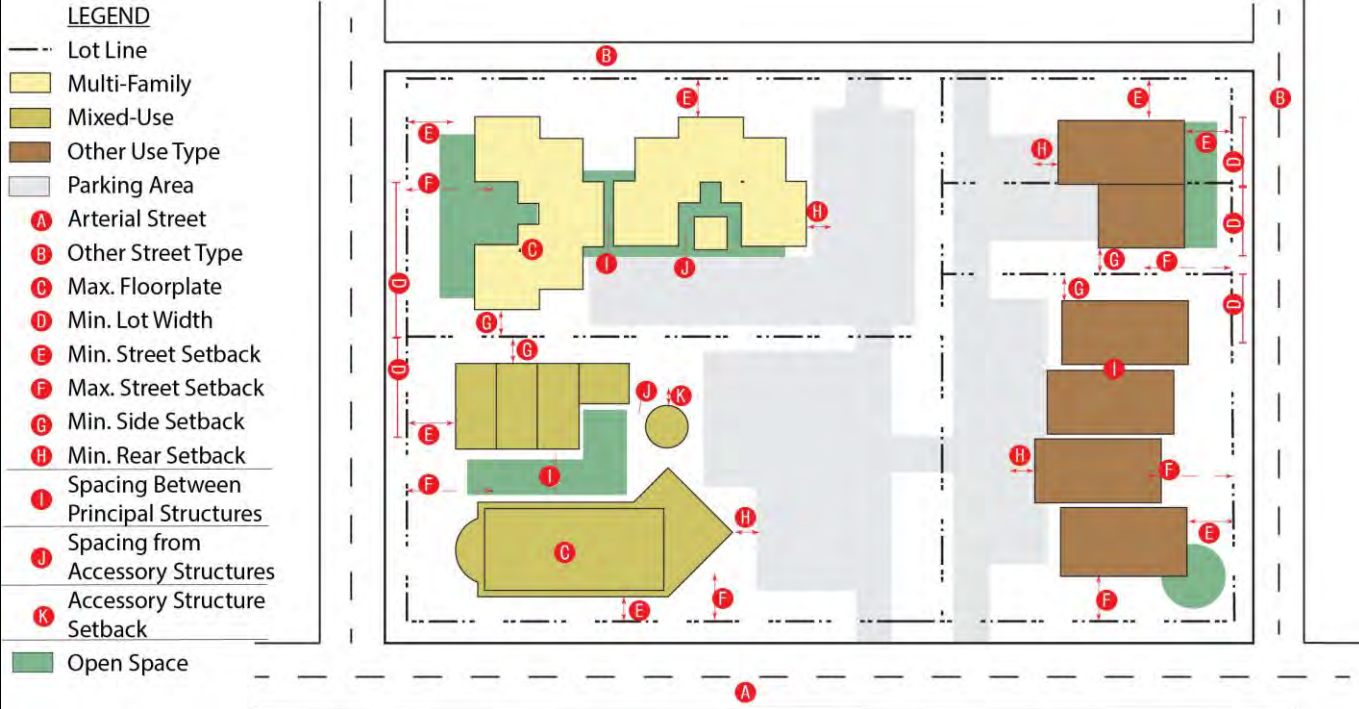 LEGEND
Lot Line
Multi-Family
Mixed-Use
Other Use Type
Parking Area
A Arterial Street
B Other Street Type
C Max. Floorplate
D Min. Lot Width
E Min. Street Setback
F Max. Street Setback
G Min. Side Setback
H Min. Rear Setback
I Spacing Between
Principal Structures
J Spacing from
Accessory Structures
K Accessory Structure
Setback
Open Space
B
E
E
B
E
H
E
D
F
H
D
C
I
J
G
F
D
G
G
D
G
D
I
J
K
E
H
F
I
F
C
H
E
E
F
F
A